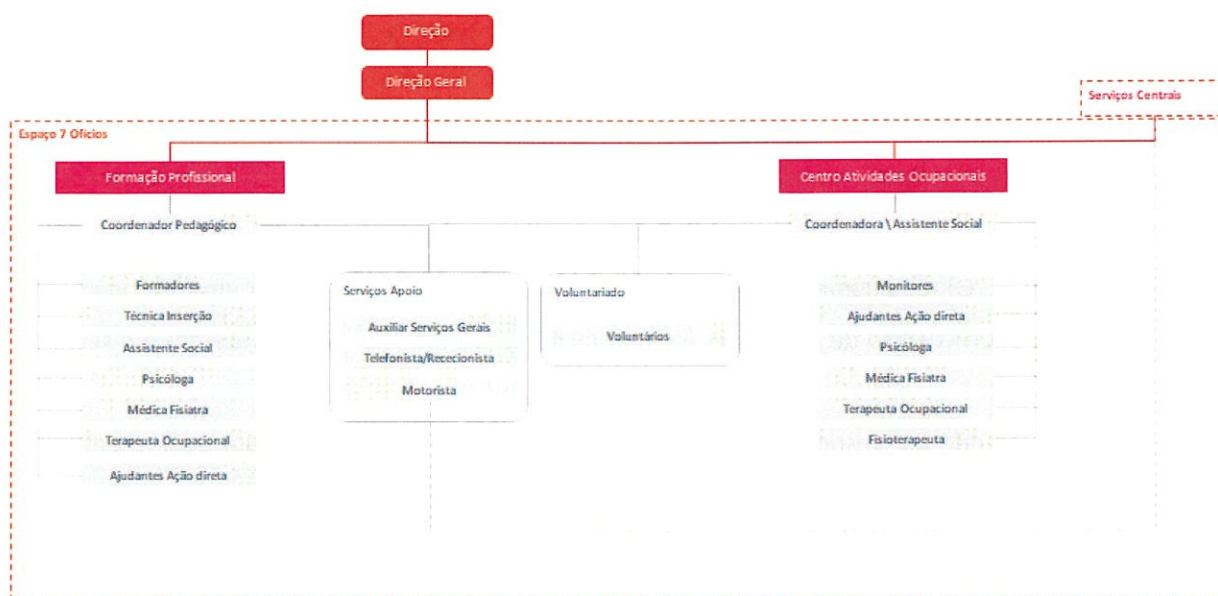 Direção
Direção Geral
Serviços Centrais
Espaço 7 Ofícios
Formação Profissional
Coordenador Pedagógico
Formadores
Técnica Inserção
Assistente Social
Psicóloga
Médica Fisiatra
Terapeuta Ocupacional
Ajudantes Ação direta
Serviços Apoio
Auxiliar Serviços Gerais
Telefonista/Rececionista
Motorista
Voluntariado
Voluntários
Centro Atividades Ocupacionais
Coordenadora \ Assistente Social
Monitores
Ajudantes Ação direta
Psicóloga
Médica Fisiatra
Terapeuta Ocupacional
Fisioterapeuta